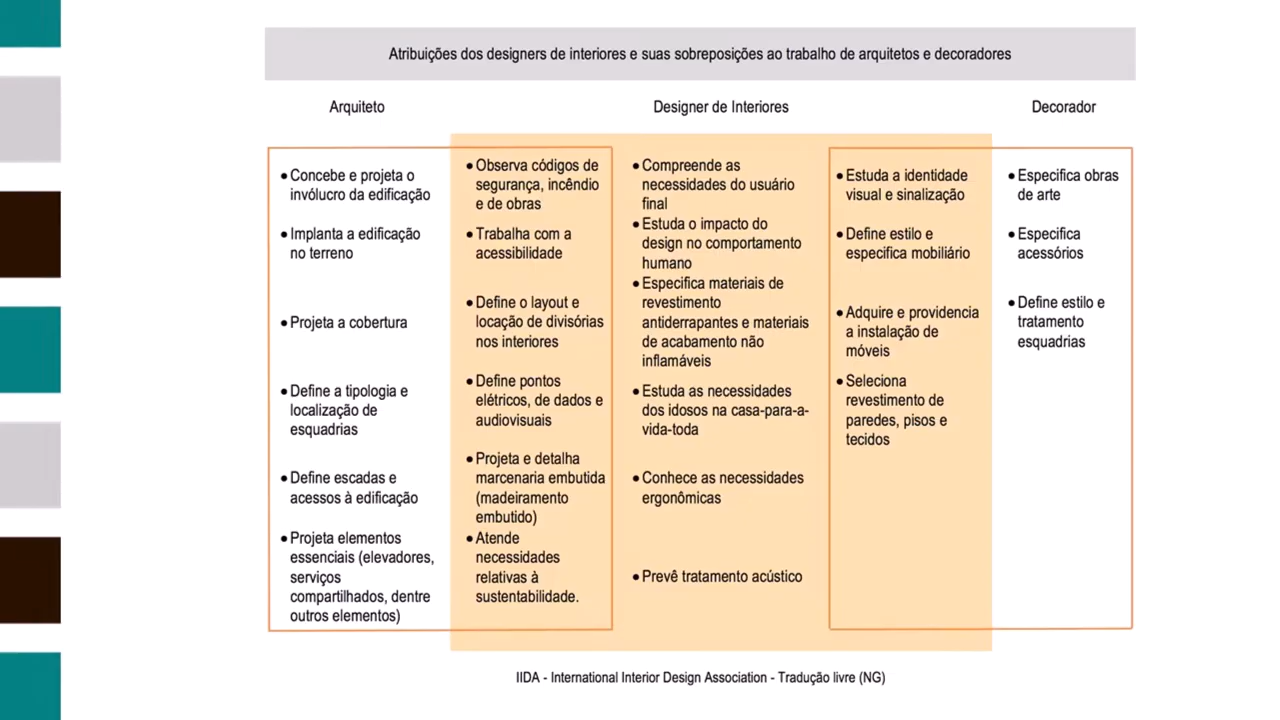 Atribuições dos designers de interiores e suas sobreposições ao trabalho de arquitetos e decoradores
Arquiteto
Designer de Interiores
Decorador
• Concebe e projeta o
invólucro da edificação
• Implanta a edificação
no terreno
• Projeta a cobertura
• Define a tipologia e
localização de
esquadrias
• Define escadas e
acessos à edificação
• Projeta elementos
essenciais (elevadores,
serviços
compartilhados, dentre
outros elementos)
• Observa códigos de
segurança, incêndio
e de obras
• Trabalha com a
acessibilidade
• Define o layout e
locação de divisórias
nos interiores
• Define pontos
elétricos, de dados e
audiovisuais
• Projeta e detalha
marcenaria embutida
(madeiramento
embutido)
• Atende
necessidades
relativas à
sustentabilidade.
• Compreende as
necessidades do usuário
final
• Estuda o impacto do
design no comportamento
humano
• Especifica materiais de
revestimento
antiderrapantes e materiais
de acabamento não
inflamáveis
• Estuda as necessidades
dos idosos na casa-para-a-
vida-toda
• Conhece as necessidades
ergonômicas
• Prevê tratamento acústico
• Estuda a identidade
visual e sinalização
• Define estilo e
especifica mobiliário
• Adquire e providencia
a instalação de
móveis
• Seleciona
revestimento de
paredes, pisos e
tecidos
• Especifica obras
de arte
• Especifica
acessórios
• Define estilo e
tratamento
esquadrias
IIDA - International Interior Design Association - Tradução livre (NG)